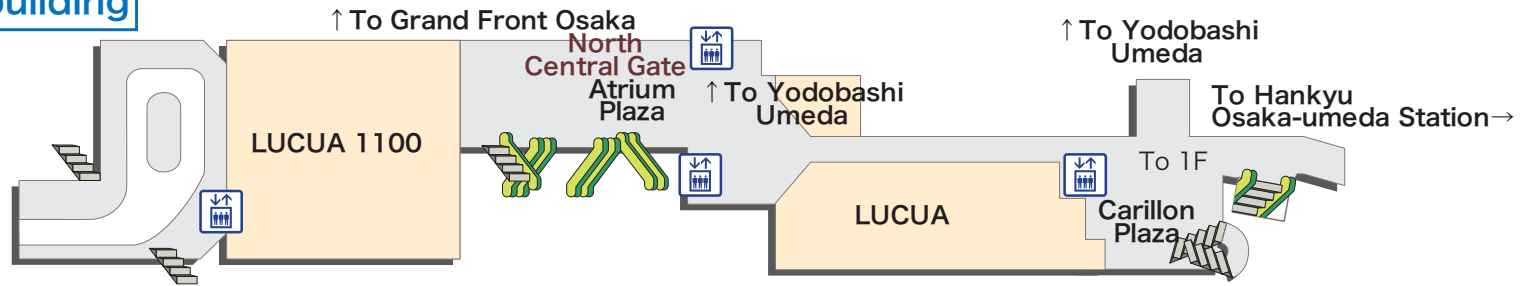 building
↑To Grand Front Osaka
North
Central Gate
Atrium
Plaza
↑To Yodobashi
Umeda
↑To Yodobashi
Umeda
To Hankyu
Osaka-umeda Station→
LUCUA 1100
To 1F
LUCUA
Carillon
Plaza